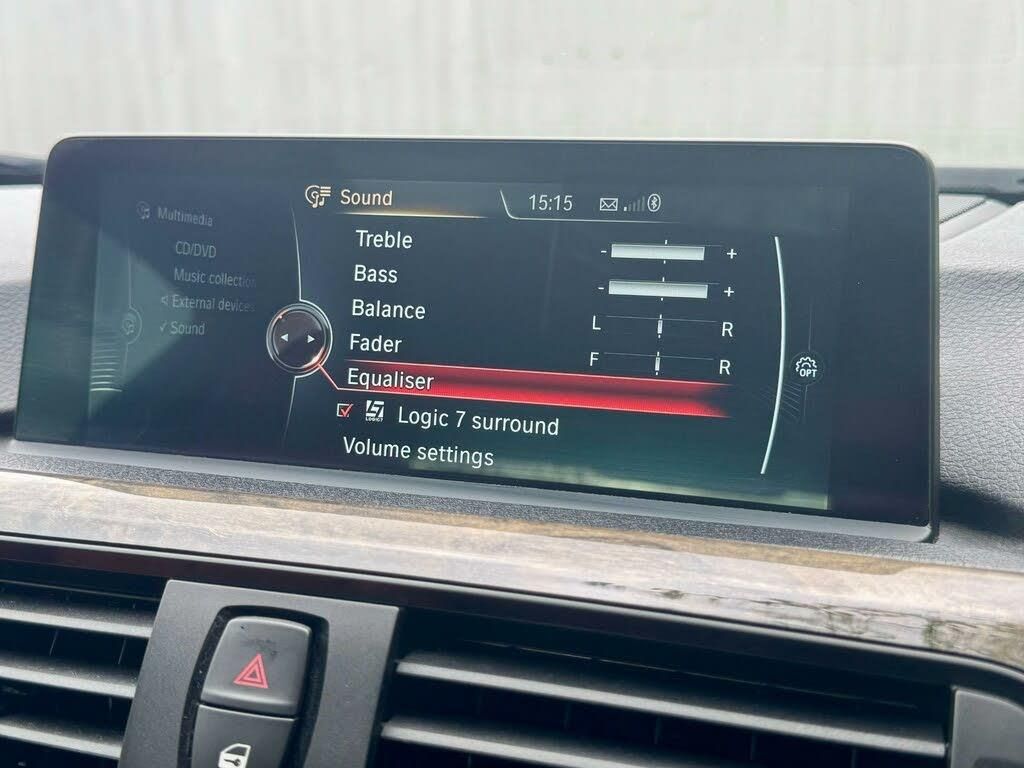 Multimedia
CD/DVD
Music collection
External devices
✓ Sound
Sound
15:15
Treble - +
Bass - +
Balance L R
Fader F R
Equaliser
LOGIC7 Logic 7 surround
Volume settings
OPT